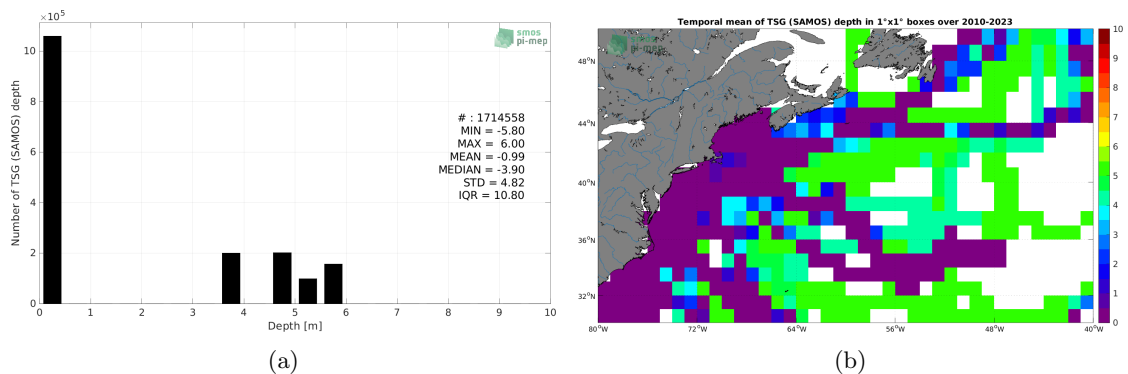 ×10⁵
smos
pi-mep
Number of TSG (SAMOS) depth
10
8
6
4
2
0
# : 1714558
MIN = -5.80
MAX = 6.00
MEAN = -0.99
MEDIAN = -3.90
STD = 4.82
IQR = 10.80
0 1 2 3 4 5 6 7 8 9 10
Depth [m]
(a)
Temporal mean of TSG (SAMOS) depth in 1°x1° boxes over 2010-2023
smos
pi-mep
48°N
44°N
40°N
36°N
32°N
80°W 72°W 64°W 56°W 48°W 40°W
10
9
8
7
6
5
4
3
2
1
0
(b)